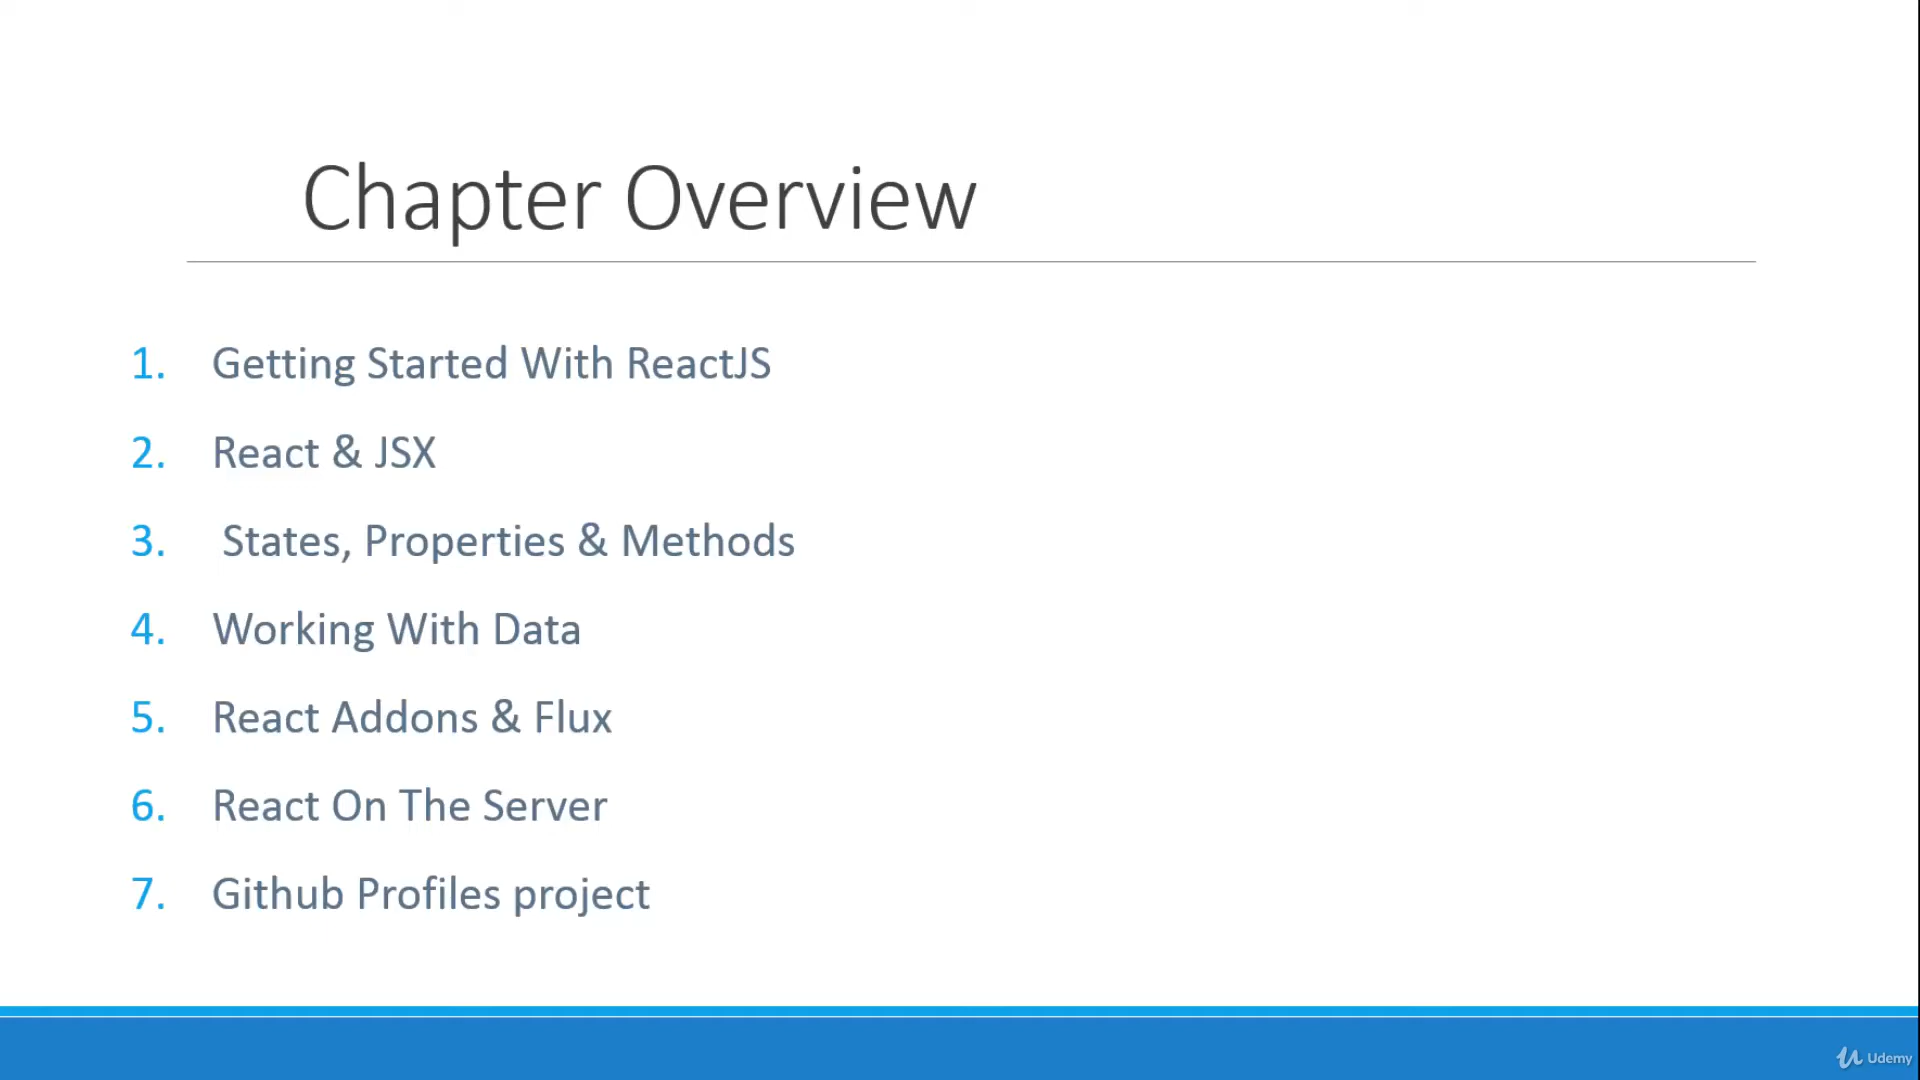 Chapter Overview
1. Getting Started With ReactJS
2. React & JSX
3. States, Properties & Methods
4. Working With Data
5. React Addons & Flux
6. React On The Server
7. Github Profiles project
Udemy